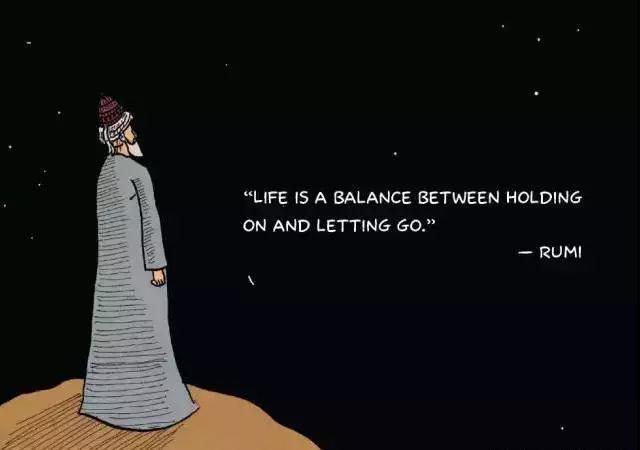 “LIFE IS A BALANCE BETWEEN HOLDING
ON AND LETTING GO.”
— RUMI